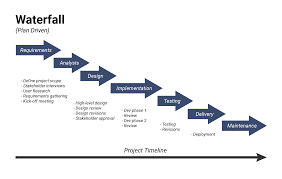 Waterfall
(Plan Driven)
Requirements
Analysis
Design
Implementation
Testing
Delivery
Maintenance
- Define project scope
- Stakeholder interviews
- User Research
- Requirements gathering
- Kick-off meeting
- High-level design
- Design review
- Design revisions
- Stakeholder approval
- Dev phase 1
- Review
- Dev phase 2
- Review
- Testing
- Revisions
- Deployment
Project Timeline